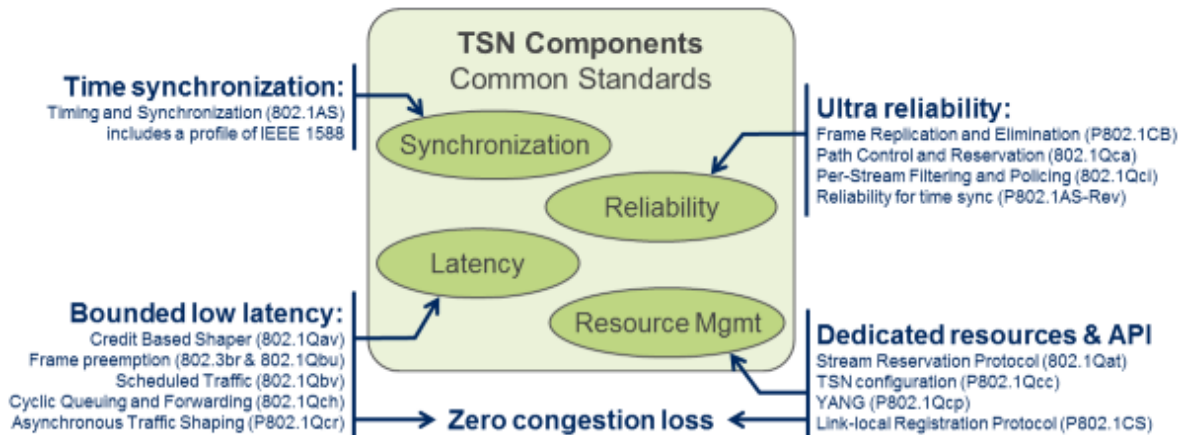 TSN Components
Common Standards
Time synchronization:
Timing and Synchronization (802.1AS)
includes a profile of IEEE 1588
Synchronization
Ultra reliability:
Frame Replication and Elimination (P802.1CB)
Path Control and Reservation (802.1Qca)
Per-Stream Filtering and Policing (802.1Qci)
Reliability for time sync (P802.1AS-Rev)
Reliability
Latency
Bounded low latency:
Credit Based Shaper (802.1Qav)
Frame preemption (802.3br & 802.1Qbu)
Scheduled Traffic (802.1Qbv)
Cyclic Queuing and Forwarding (802.1Qch)
Asynchronous Traffic Shaping (P802.1Qcr)
Resource Mgmt
Dedicated resources & API
Stream Reservation Protocol (802.1Qat)
TSN configuration (P802.1Qcc)
YANG (P802.1Qcp)
Link-local Registration Protocol (P802.1CS)
Zero congestion loss